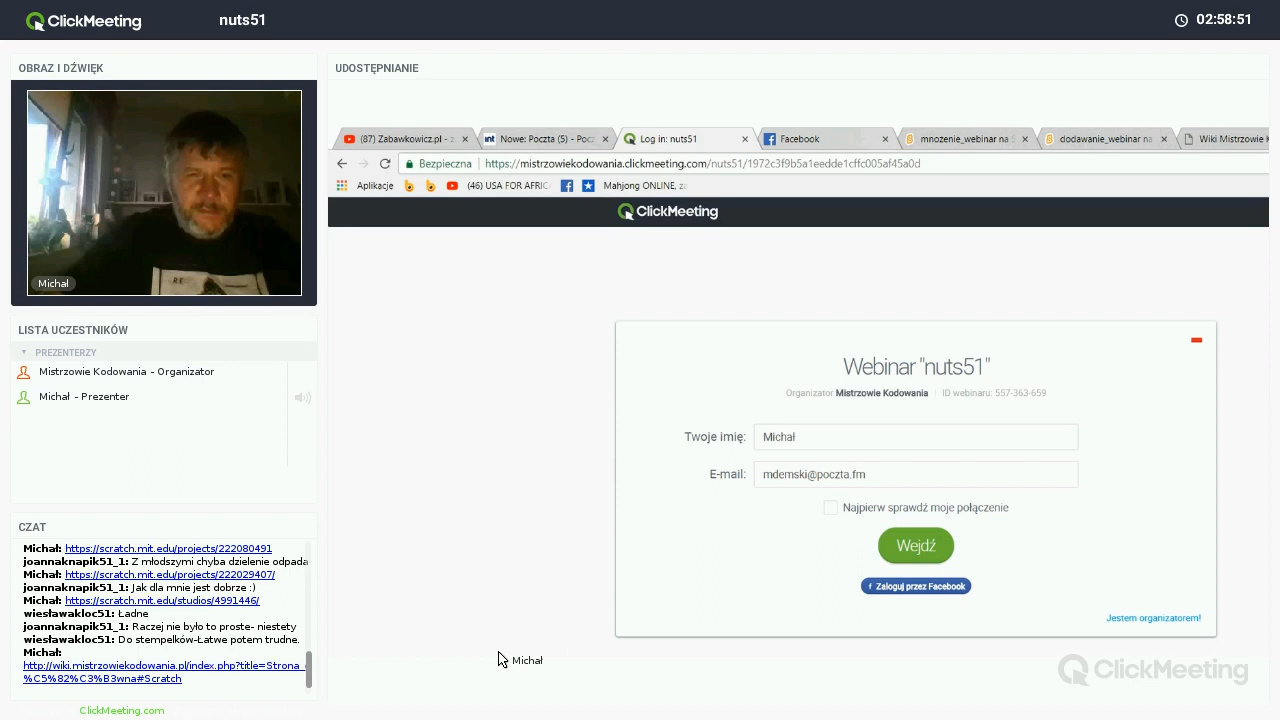 ClickMeeting
nuts51
02:58:51
OBRAZ I DŹWIĘK
Michał
LISTA UCZESTNIKÓW
PREZENTERZY
Mistrzowie Kodowania - Organizator
Michał - Prezenter
CZAT
Michał: https://scratch.mit.edu/projects/222080491
joannaknapik51_1: Z młodszymi chyba dzielenie odpada
Michał: https://scratch.mit.edu/projects/222029407/
joannaknapik51_1: Jak dla mnie jest dobrze :)
Michał: https://scratch.mit.edu/studios/4991446/
wiesławakloc51: Ładne
joannaknapik51_1: Raczej nie było to proste- niestety
wiesławakloc51: Do stempelków-Łatwe potem trudne.
Michał:
http://wiki.mistrzowiekodowania.pl/index.php?title=Strona_
%C5%82%C3%B3wna#Scratch
ClickMeeting.com
UDOSTĘPNIANIE
(87) Zabawkowicz.pl - z
int Nowe: Poczta (5) - Pocz
Log in: nuts51
Facebook
mnożenie_webinar na S
dodawanie_webinar na
Wiki Mistrzowie K
Bezpieczna
https://mistrzowiekodowania.clickmeeting.com/nuts51/1972c3f9b5a1eedde1cffc005af45a0d
Aplikacje
(46) USA FOR AFRIC
Mahjong ONLINE, za
ClickMeeting
Webinar "nuts51"
Organizator Mistrzowie Kodowania | ID webinaru: 557-363-659
Twoje imię: Michał
E-mail: mdemski@poczta.fm
Najpierw sprawdź moje połączenie
Wejdź
f Zaloguj przez Facebook
Jestem organizatorem!
Michał
ClickMeeting